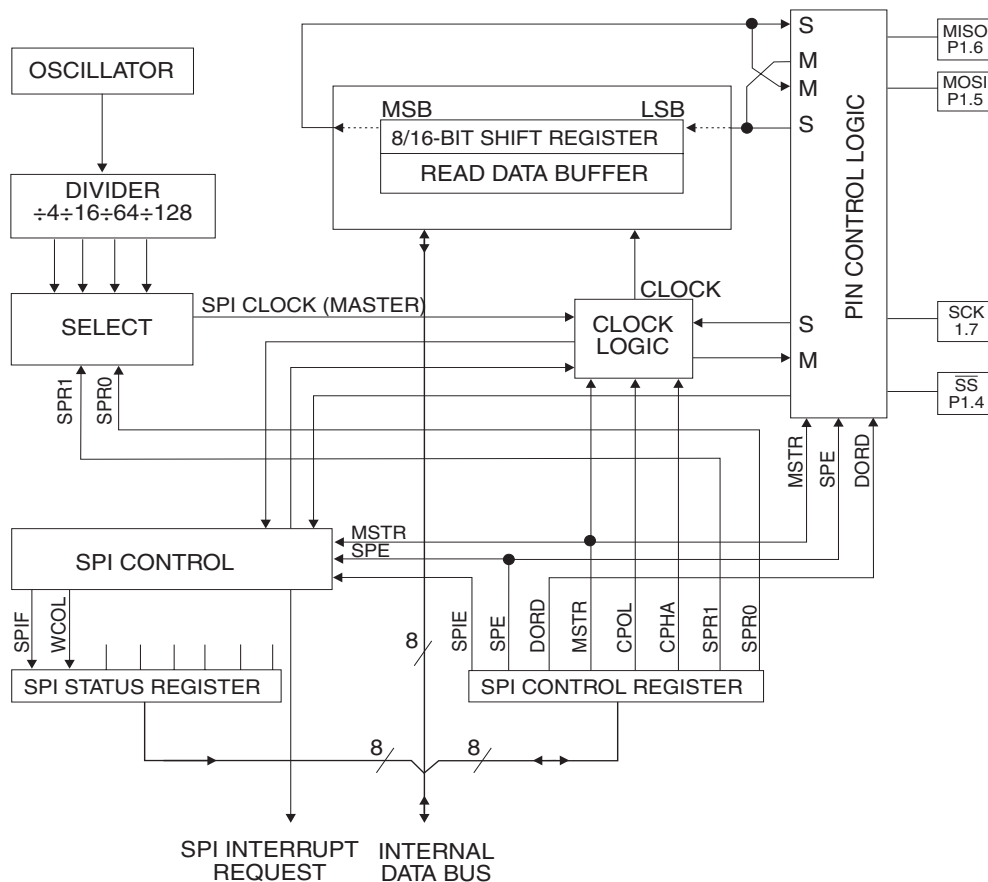 OSCILLATOR
DIVIDER
÷4÷16÷64÷128
SELECT
SPI CLOCK (MASTER)
SPR1
SPR0
MSB
LSB
8/16-BIT SHIFT REGISTER
READ DATA BUFFER
CLOCK
CLOCK
LOGIC
S
M
M
S
S
M
PIN CONTROL LOGIC
MISO
P1.6
MOSI
P1.5
SCK
1.7
SS
P1.4
MSTR
SPE
DORD
SPI CONTROL
MSTR
SPE
SPIF
WCOL
SPI STATUS REGISTER
8
SPIE
SPE
DORD
MSTR
CPOL
CPHA
SPR1
SPR0
SPI CONTROL REGISTER
8
8
SPI INTERRUPT
REQUEST
INTERNAL
DATA BUS